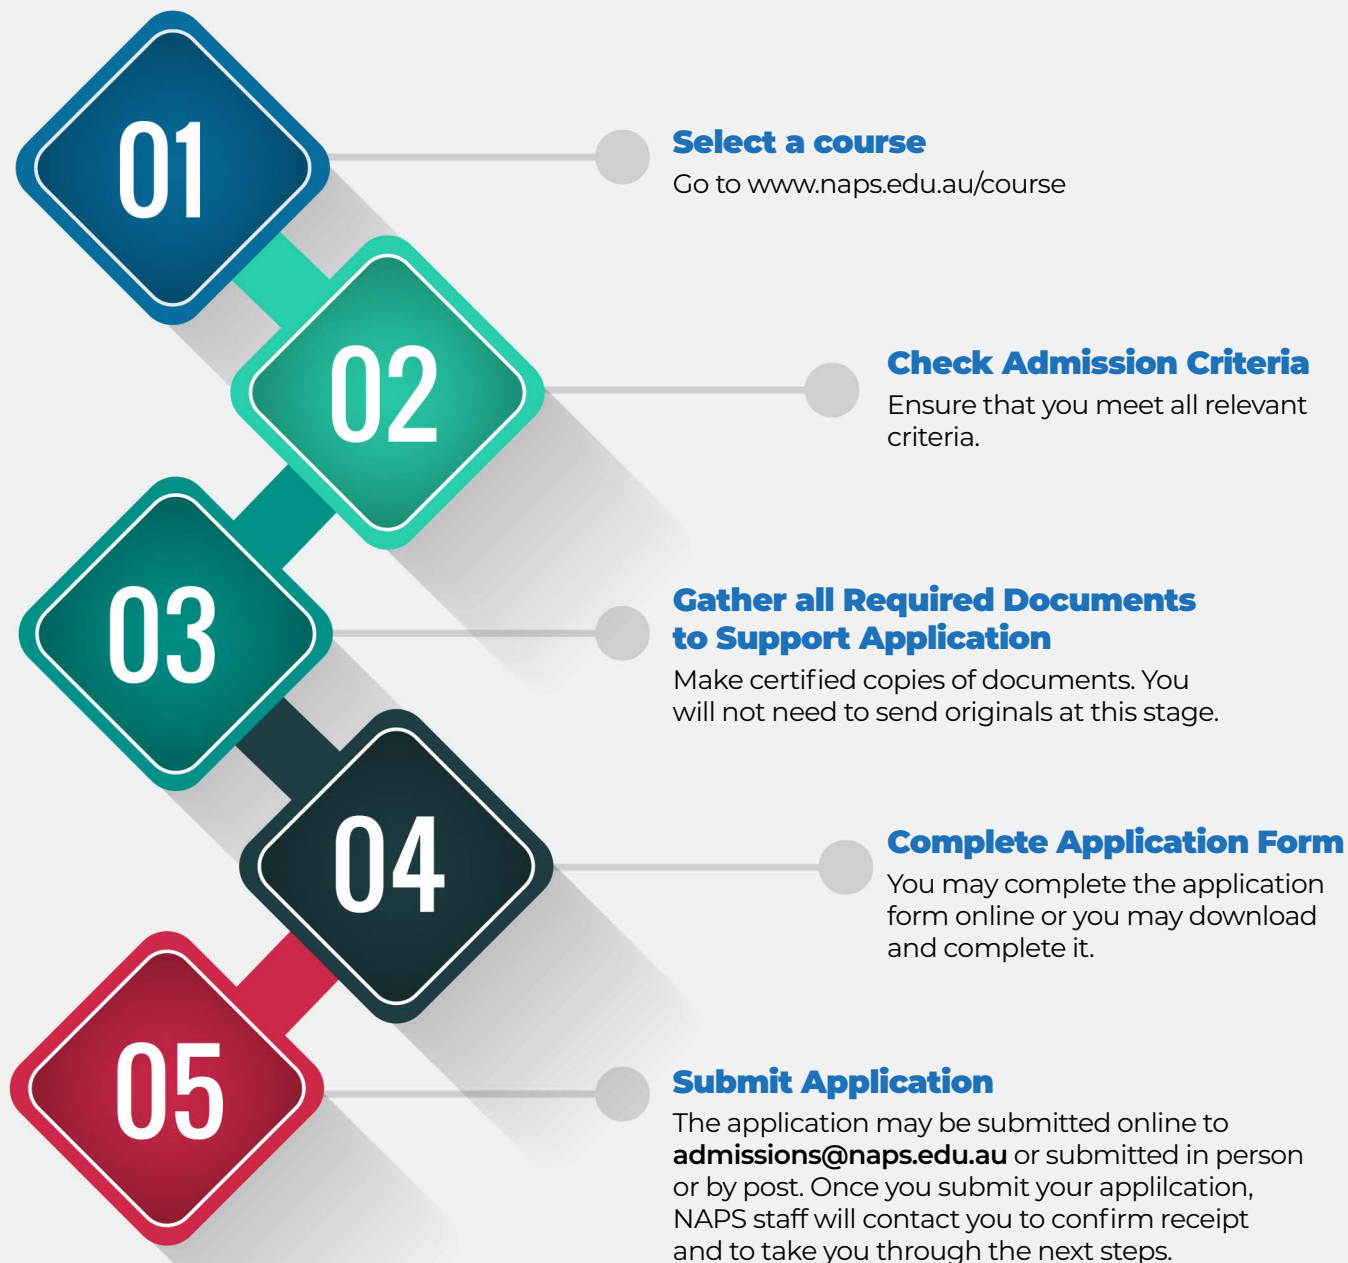 01
Select a course
Go to www.naps.edu.au/course
02
Check Admission Criteria
Ensure that you meet all relevant
criteria.
03
Gather all Required Documents
to Support Application
Make certified copies of documents. You
will not need to send originals at this stage.
04
Complete Application Form
You may complete the application
form online or you may download
and complete it.
05
Submit Application
The application may be submitted online to
admissions@naps.edu.au or submitted in person
or by post. Once you submit your applilcation,
NAPS staff will contact you to confirm receipt
and to take you through the next steps.